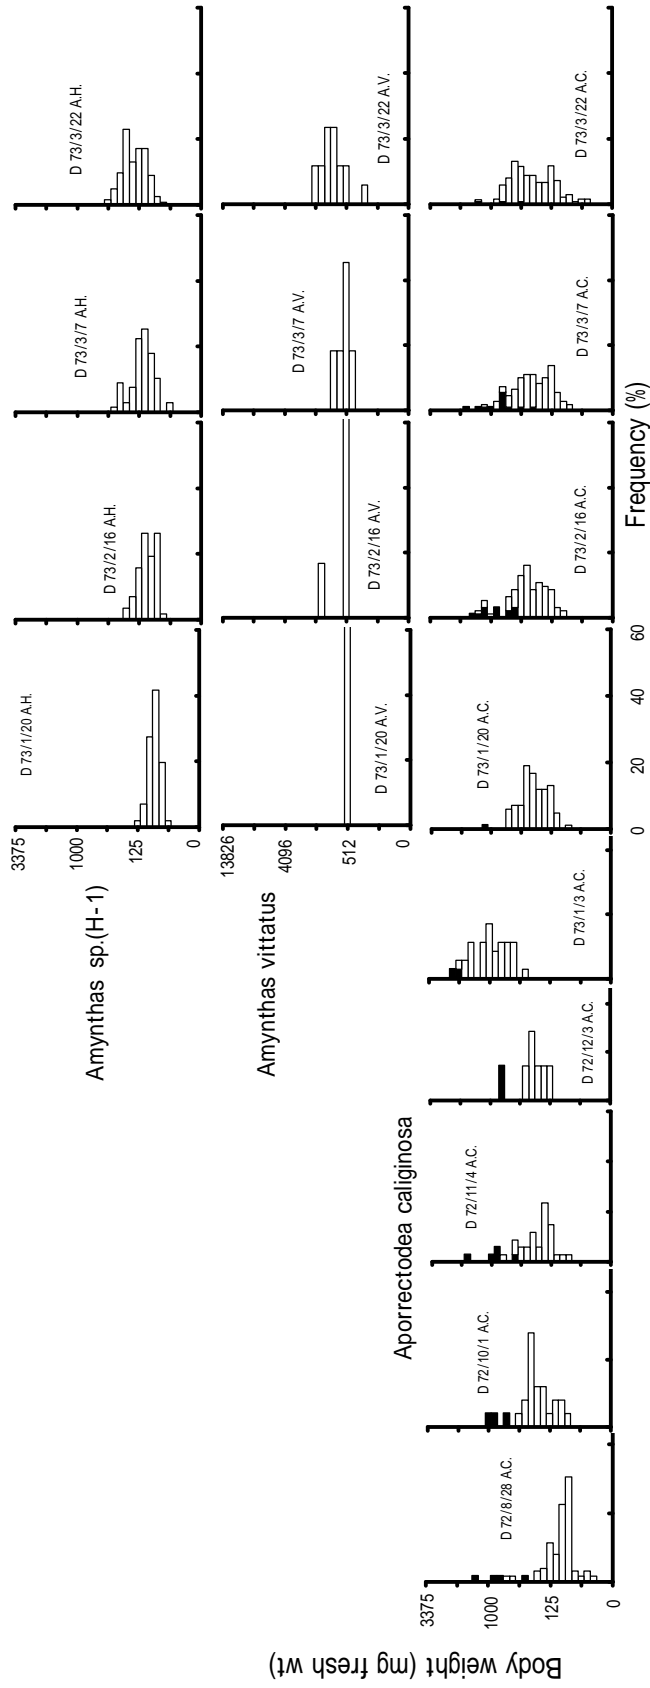 3375
1000
125
0
Amynthas sp.(H-1)
D 73/1/20 A.H.
D 73/2/16 A.H.
D 73/3/7 A.H.
D 73/3/22 A.H.
13826
4096
512
0
Amynthas vittatus
D 73/1/20 A.V.
D 73/2/16 A.V.
D 73/3/7 A.V.
D 73/3/22 A.V.
Body weight (mg fresh wt)
3375
1000
125
0
Aporrectodea caliginosa
D 72/8/28 A.C.
D 72/10/1 A.C.
D 72/11/4 A.C.
D 72/12/3 A.C.
D 73/1/3 A.C.
D 73/1/20 A.C.
D 73/2/16 A.C.
D 73/3/7 A.C.
D 73/3/22 A.C.
0
20
40
60
Frequency (%)